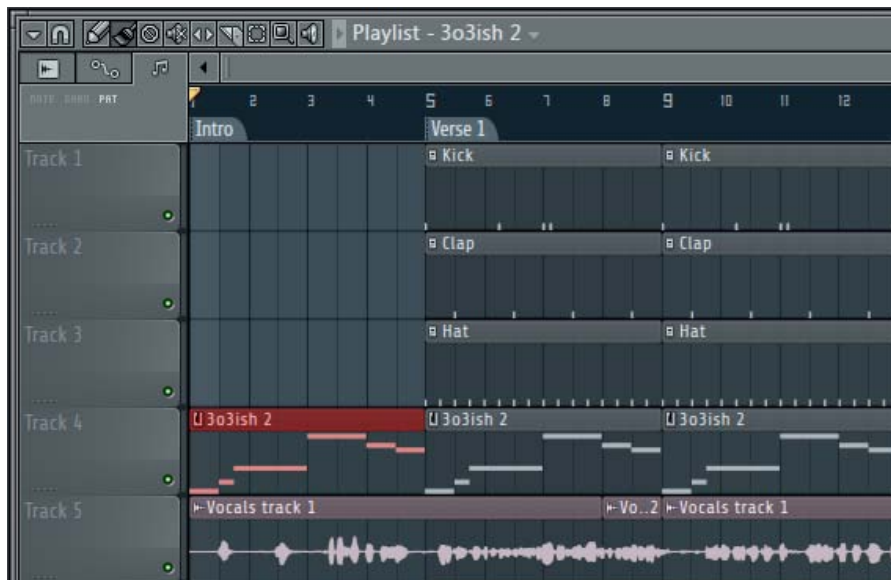 Playlist - 3o3ish 2
NOTE CHAN PAT
1 2 3 4 5 6 7 8 9 10 11 12
Intro Verse 1
Track 1 Kick Kick
Track 2 Clap Clap
Track 3 Hat Hat
Track 4 3o3ish 2 3o3ish 2 3o3ish 2
Track 5 Vocals track 1 Vo..2 Vocals track 1